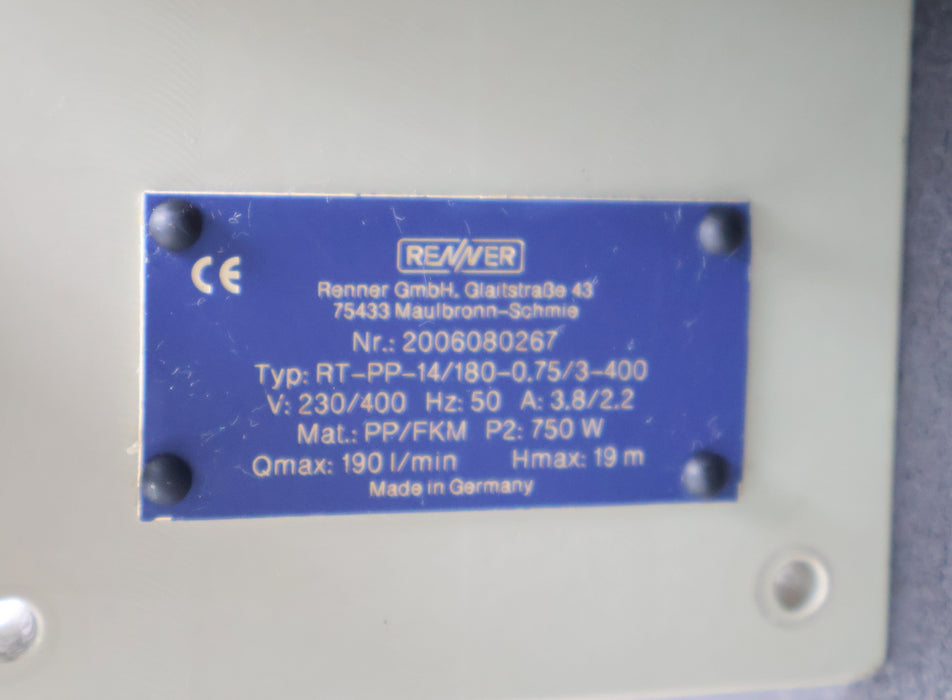 CE
RENNER
Renner GmbH, Glaitstraße 43
75433 Maulbronn-Schmie
Nr.: 2006080267
Typ: RT-PP-14/180-0.75/3-400
V: 230/400 Hz: 50 A: 3.8/2.2
Mat.: PP/FKM P2: 750 W
Qmax: 190 l/min Hmax: 19 m
Made in Germany